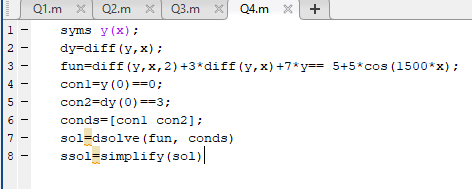 Q1.m Q2.m Q3.m Q4.m
1 syms y(x);
2 dy=diff(y,x);
3 fun=diff(y,x,2)+3*diff(y,x)+7*y== 5+5*cos(1500*x);
4 con1=y(0)==0;
5 con2=dy(0)==3;
6 conds=[con1 con2];
7 sol=dsolve(fun, conds)
8 ssol=simplify(sol)